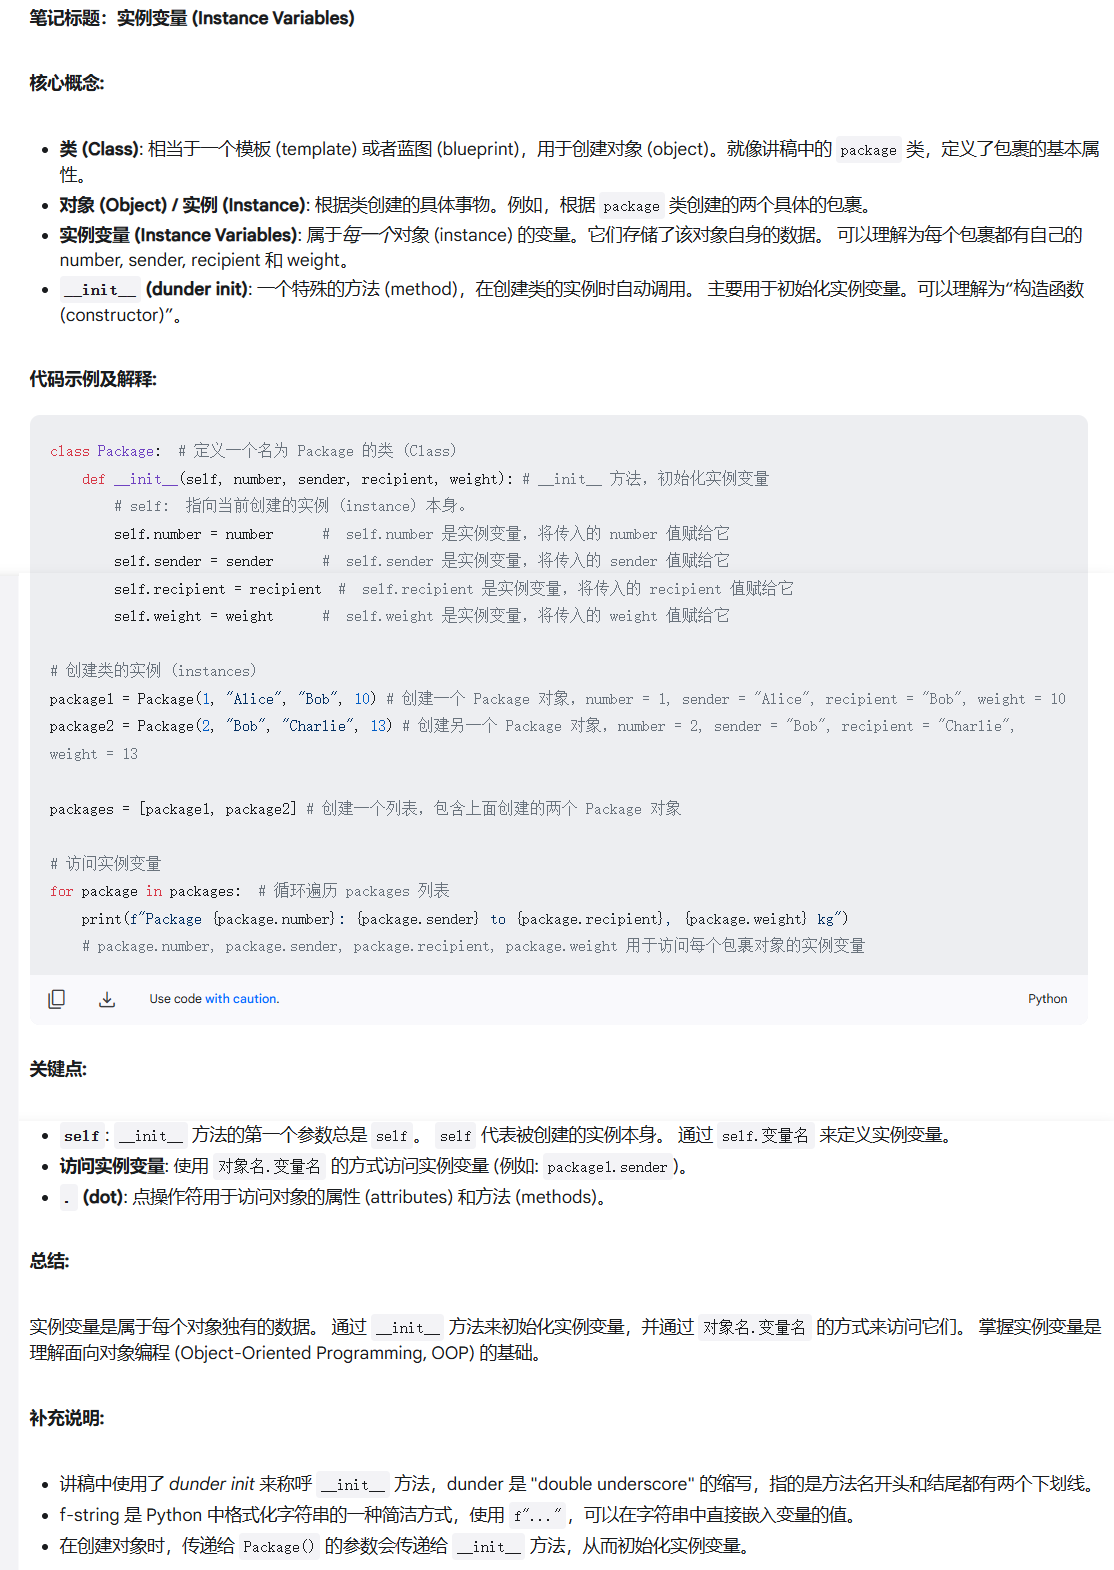 笔记标题：实例变量 (Instance Variables)
核心概念:
类 (Class): 相当于一个模板 (template) 或者蓝图 (blueprint)，用于创建对象 (object)。就像讲稿中的 package 类，定义了包裹的基本属
性。
对象 (Object) / 实例 (Instance): 根据类创建的具体事物。例如，根据 package 类创建的两个具体的包裹。
实例变量 (Instance Variables): 属于每一个对象 (instance) 的变量。它们存储了该对象自身的数据。 可以理解为每个包裹都有自己的
number, sender, recipient 和 weight。
__init__ (dunder init): 一个特殊的方法 (method)，在创建类的实例时自动调用。 主要用于初始化实例变量。可以理解为“构造函数
(constructor)”。
代码示例及解释:
class Package:  # 定义一个名为 Package 的类 (Class)
    def __init__(self, number, sender, recipient, weight): # __init__ 方法，初始化实例变量
        # self:  指向当前创建的实例 (instance) 本身。
        self.number = number      #  self.number 是实例变量，将传入的 number 值赋给它
        self.sender = sender      #  self.sender 是实例变量，将传入的 sender 值赋给它
        self.recipient = recipient  #  self.recipient 是实例变量，将传入的 recipient 值赋给它
        self.weight = weight      #  self.weight 是实例变量，将传入的 weight 值赋给它
# 创建类的实例 (instances)
package1 = Package(1, "Alice", "Bob", 10) # 创建一个 Package 对象，number = 1, sender = "Alice", recipient = "Bob", weight = 10
package2 = Package(2, "Bob", "Charlie", 13) # 创建另一个 Package 对象，number = 2, sender = "Bob", recipient = "Charlie",
weight = 13
packages = [package1, package2] # 创建一个列表，包含上面创建的两个 Package 对象
# 访问实例变量
for package in packages:  # 循环遍历 packages 列表
    print(f"Package {package.number}: {package.sender} to {package.recipient}, {package.weight} kg")
    # package.number, package.sender, package.recipient, package.weight 用于访问每个包裹对象的实例变量
Use code with caution.
Python
关键点:
self : __init__ 方法的第一个参数总是 self 。 self 代表被创建的实例本身。 通过 self.变量名 来定义实例变量。
访问实例变量: 使用 对象名.变量名 的方式访问实例变量 (例如: package1.sender )。
. (dot): 点操作符用于访问对象的属性 (attributes) 和方法 (methods)。
总结:
实例变量是属于每个对象独有的数据。 通过 __init__ 方法来初始化实例变量，并通过 对象名.变量名 的方式来访问它们。 掌握实例变量是
理解面向对象编程 (Object-Oriented Programming, OOP) 的基础。
补充说明:
讲稿中使用了 dunder init 来称呼 __init__ 方法，dunder 是 "double underscore" 的缩写，指的是方法名开头和结尾都有两个下划线。
f-string 是 Python 中格式化字符串的一种简洁方式，使用 f"..." ，可以在字符串中直接嵌入变量的值。
在创建对象时，传递给 Package() 的参数会传递给 __init__ 方法，从而初始化实例变量。